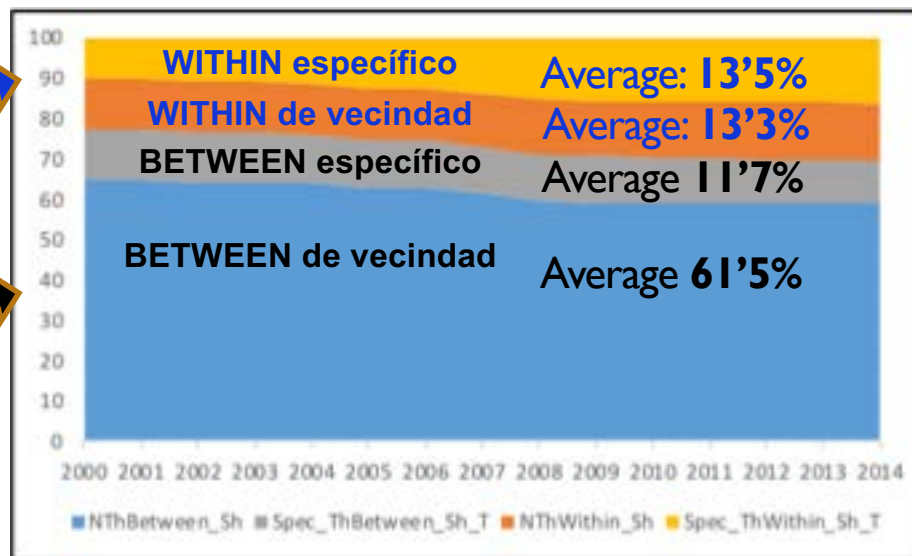 100
90
80
70
60
50
40
30
20
10
0
WITHIN específico Average: 13’5%
WITHIN de vecindad Average: 13’3%
BETWEEN específico Average 11’7%
BETWEEN de vecindad Average 61’5%
2000 2001 2002 2003 2004 2005 2006 2007 2008 2009 2010 2011 2012 2013 2014
NThBetween_Sh Spec_ThBetween_Sh_T NThWithin_Sh Spec_ThWithin_Sh_T